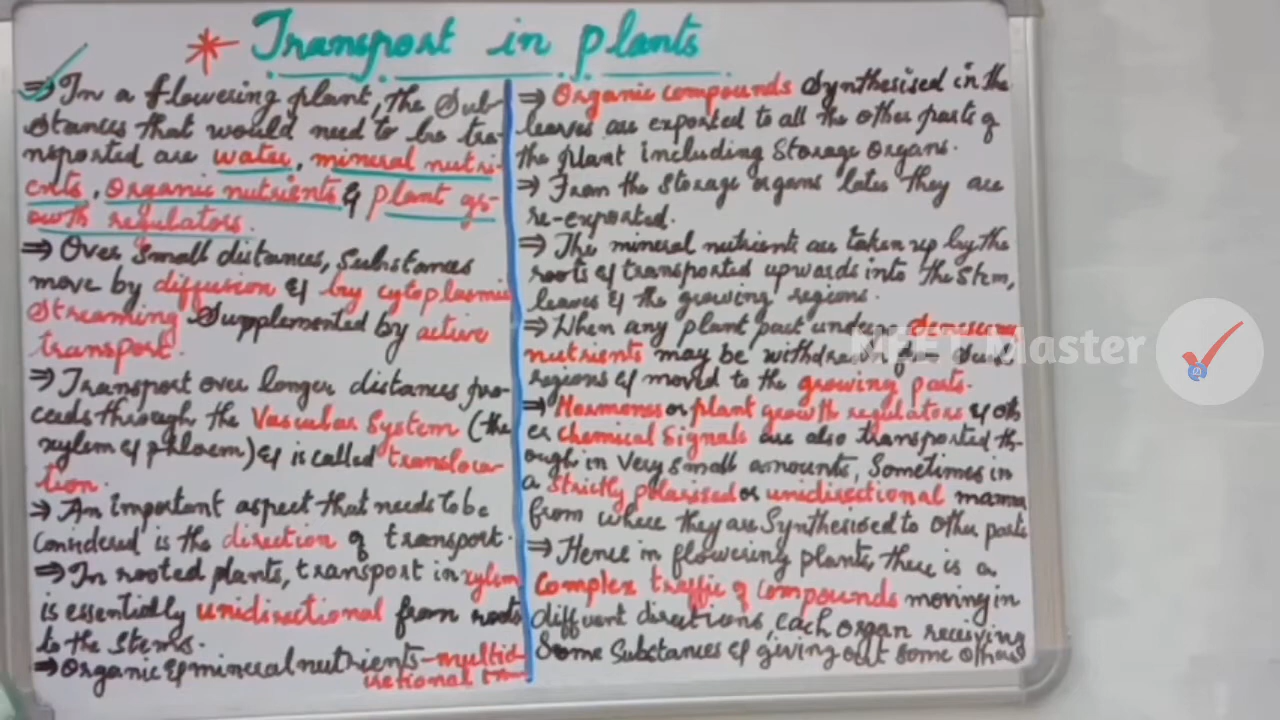 * Transport in plants
⇒ In a flowering plant, the Sub-
stances that would need to be tra-
nsported are water, mineral nutri-
ents, Organic nutrients & plant gr-
owth regulators.
⇒ Over small distances, substances
move by diffusion & by cytoplasmic
Streaming Supplemented by active
transport.
⇒ Transport over longer distances pro-
ceeds through the Vascular System (the
xylem & phloem) & is called transloca-
tion.
⇒ An important aspect that needs to be
Considered is the direction of transport.
⇒ In rooted plants, transport in xylem
is essentially unidirectional from roots
to the stems.
⇒ Organic & mineral nutrients-multid-
irectional
⇒ Organic compounds Synthesised in the
leaves are exported to all the other parts of
the plant including Storage Organs.
⇒ From the Storage organs later they are
re-exported.
⇒ The mineral nutrients are taken up by the
roots & transported upwards into the Stem,
leaves & the growing regions.
⇒ When any plant part
nutrients may be withdrawn
regions & moved to the growing parts.
⇒ Hormones or plant growth regulators & oth
er chemical Signals are also transported th-
ough in Very small amounts, Sometimes in
a Strictly polarised or unidirectional manner
from where they are Synthesised to other parts
⇒ Hence in flowering plants, there is a
Complex traffic of Compounds moving in
different directions, each organ receiving
Some Substances & giving out some others
NEET Master